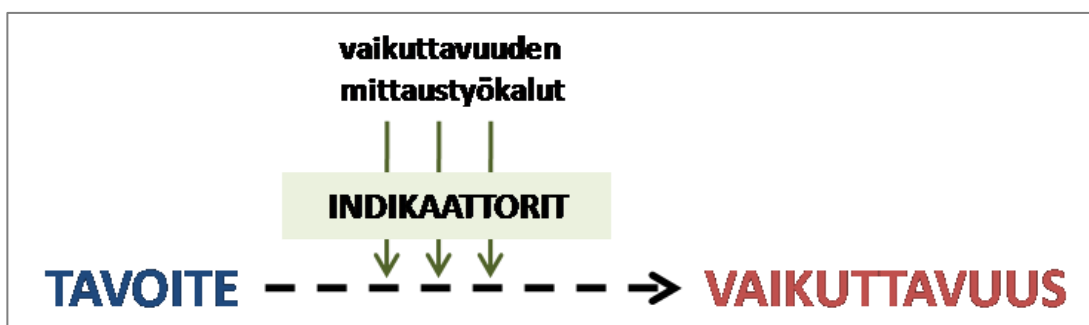 vaikuttavuuden
mittaustyökalut
INDIKAATTORIT
TAVOITE
VAIKUTTAVUUS